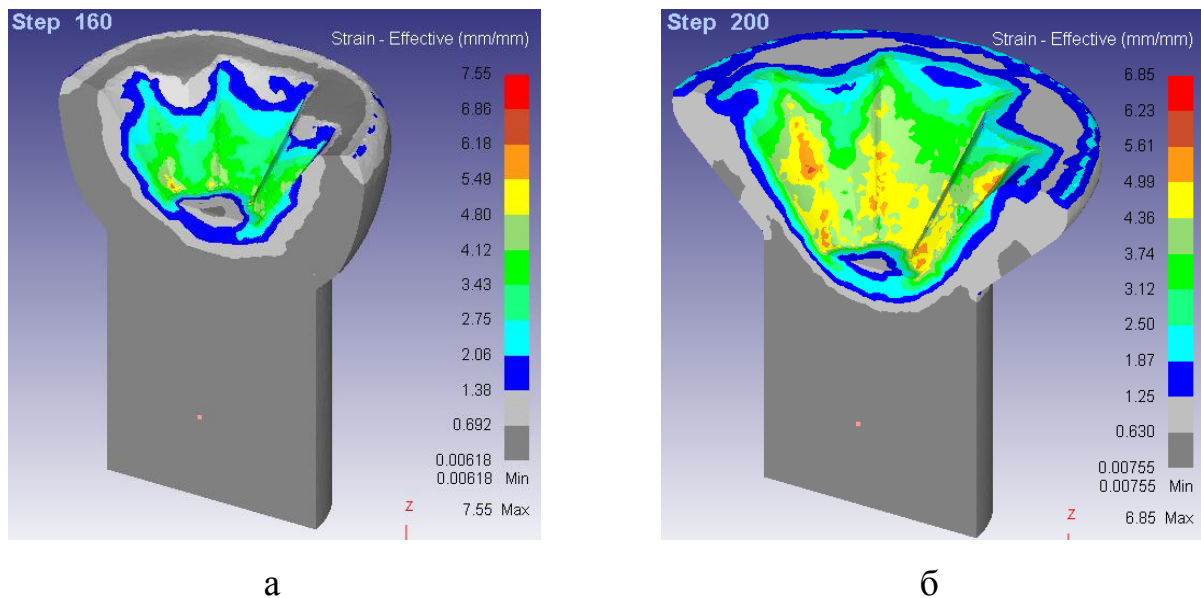 Step 160
Strain - Effective (mm/mm)
7.55
6.86
6.18
5.49
4.80
4.12
3.43
2.75
2.06
1.38
0.692
0.00618
0.00618 Min
7.55 Max
Z
а
Step 200
Strain - Effective (mm/mm)
6.85
6.23
5.61
4.99
4.36
3.74
3.12
2.50
1.87
1.25
0.630
0.00755
0.00755 Min
6.85 Max
Z
б